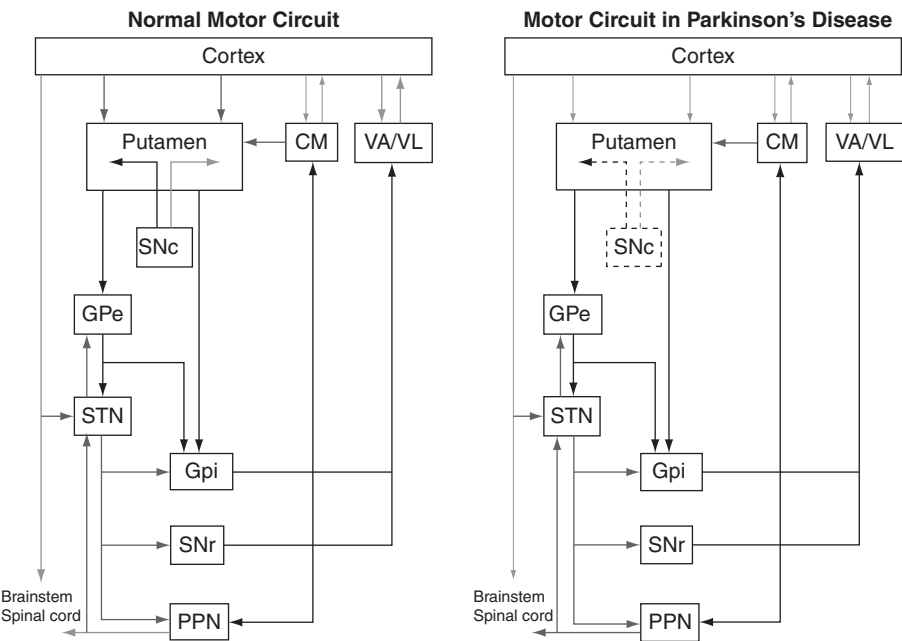 Normal Motor Circuit
Cortex
Putamen
CM
VA/VL
SNc
GPe
STN
Gpi
SNr
Brainstem
Spinal cord
PPN
Motor Circuit in Parkinson's Disease
Cortex
Putamen
CM
VA/VL
SNc
GPe
STN
Gpi
SNr
Brainstem
Spinal cord
PPN